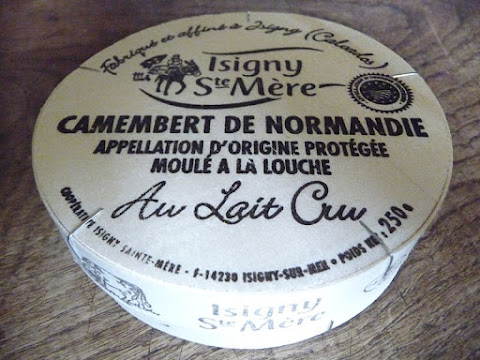 Fabriqué et affiné à Isigny (Calvados)
Isigny
Ste Mère
CAMEMBERT DE NORMANDIE
APPELLATION D'ORIGINE PROTÉGÉE
MOULÉ A LA LOUCHE
Au Lait Cru
COOPÉRATIVE ISIGNY SAINTE-MÈRE - F-14230 ISIGNY-SUR-MER • POIDS NET : 250g
Isigny
Ste Mère